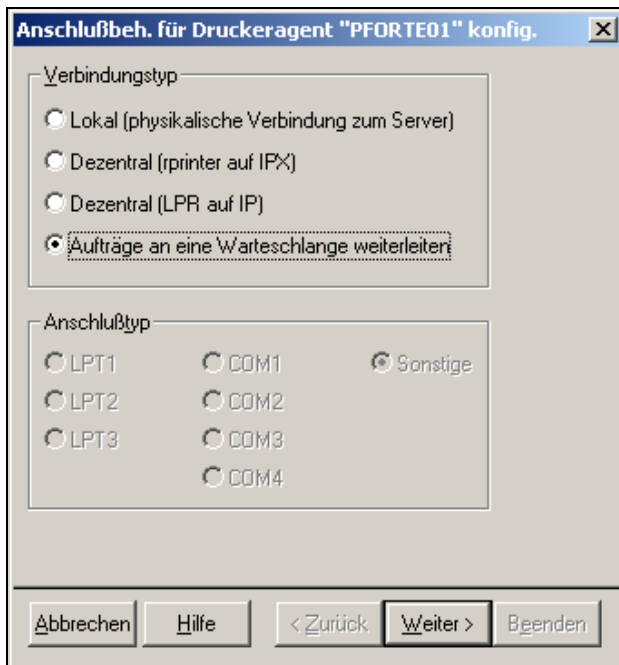 Anschlußbeh. für Druckeragent "PFORTE01" konfig.
Verbindungstyp
Lokal (physikalische Verbindung zum Server)
Dezentral (rprinter auf IPX)
Dezentral (LPR auf IP)
Aufträge an eine Warteschlange weiterleiten
Anschlußtyp
LPT1 COM1 Sonstige
LPT2 COM2
LPT3 COM3
COM4
Abbrechen Hilfe < Zurück Weiter > Beenden